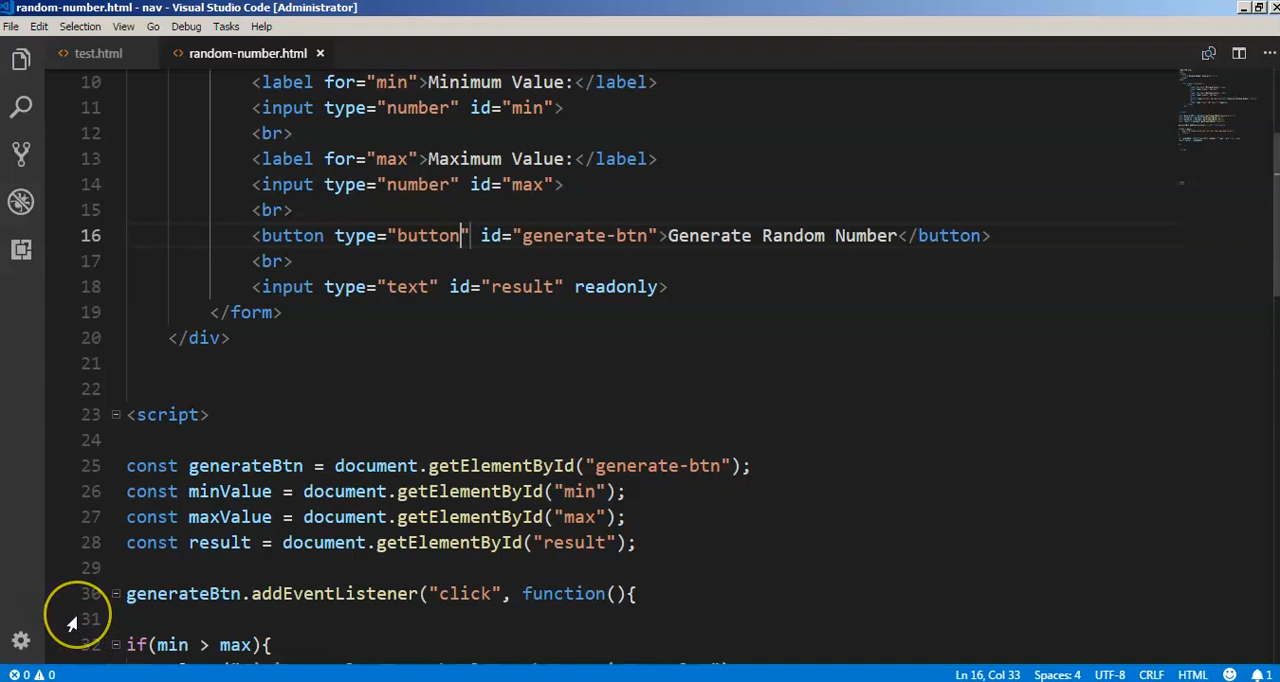 random-number.html - nav - Visual Studio Code [Administrator]
File Edit Selection View Go Debug Tasks Help
<> test.html <> random-number.html ×
10 <label for="min">Minimum Value:</label>
11 <input type="number" id="min">
12 <br>
13 <label for="max">Maximum Value:</label>
14 <input type="number" id="max">
15 <br>
16 <button type="button" id="generate-btn">Generate Random Number</button>
17 <br>
18 <input type="text" id="result" readonly>
19 </form>
20 </div>
21
22
23 <script>
24
25 const generateBtn = document.getElementById("generate-btn");
26 const minValue = document.getElementById("min");
27 const maxValue = document.getElementById("max");
28 const result = document.getElementById("result");
29
30 generateBtn.addEventListener("click", function(){
31
32 if(min > max){
0 0 Ln 16, Col 33 Spaces: 4 UTF-8 CRLF HTML 1